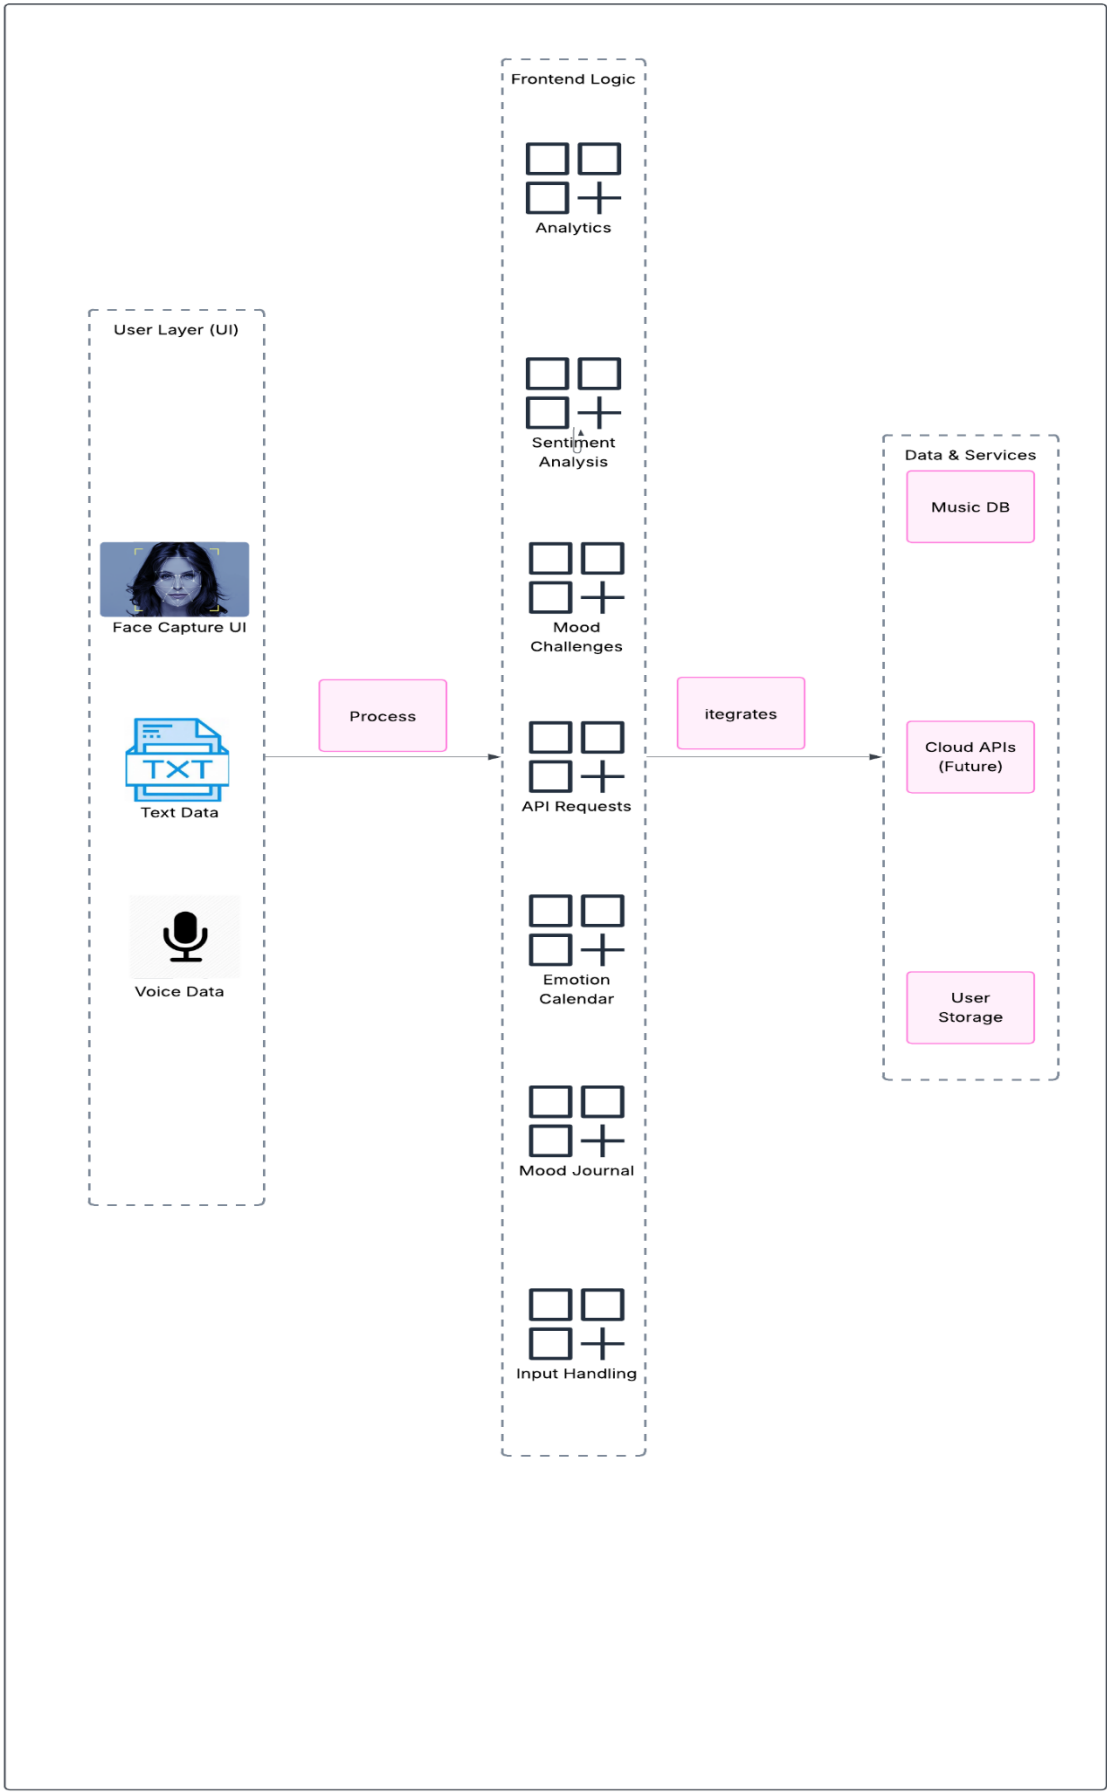 User Layer (UI)
Face Capture UI
TXT
Text Data
Voice Data
Process
Frontend Logic
Analytics
Sentiment
Analysis
Mood
Challenges
API Requests
Emotion
Calendar
Mood Journal
Input Handling
itegrates
Data & Services
Music DB
Cloud APIs
(Future)
User
Storage